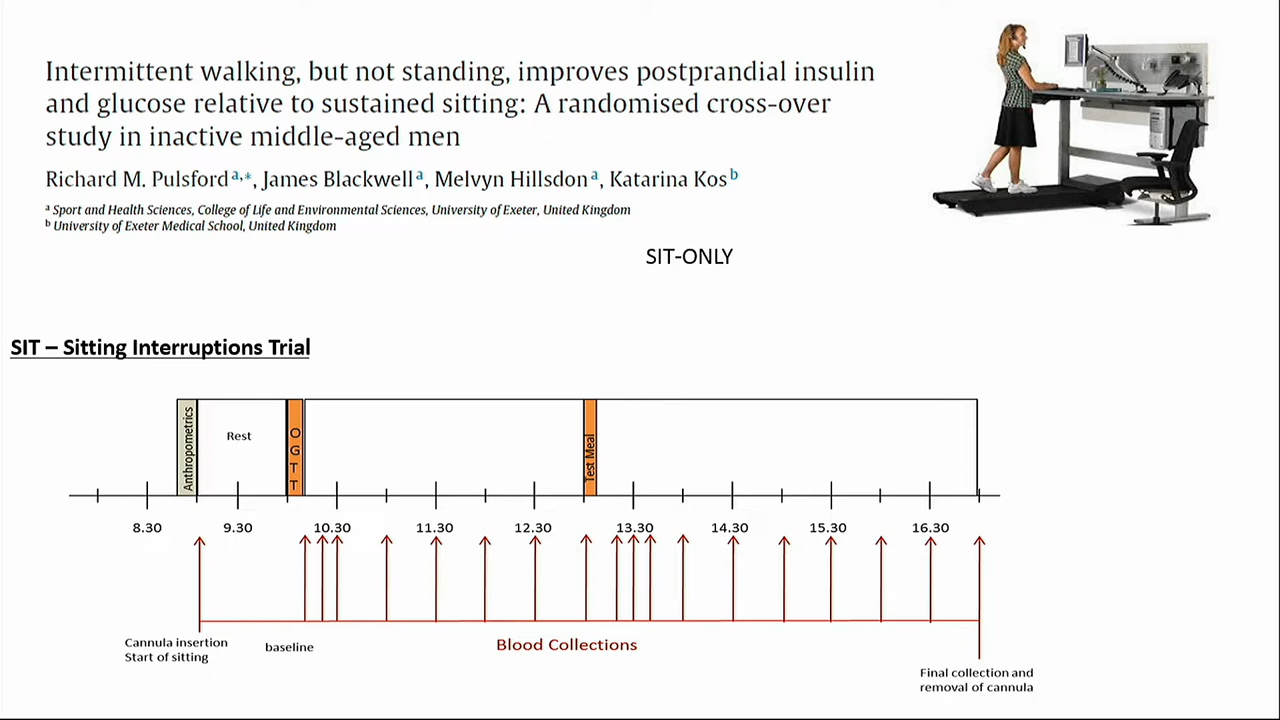 Intermittent walking, but not standing, improves postprandial insulin
and glucose relative to sustained sitting: A randomised cross-over
study in inactive middle-aged men
Richard M. Pulsford a,*, James Blackwell a, Melvyn Hillsdon a, Katarina Kos b
a Sport and Health Sciences, College of Life and Environmental Sciences, University of Exeter, United Kingdom
b University of Exeter Medical School, United Kingdom
SIT-ONLY
SIT – Sitting Interruptions Trial
Anthropometrics
Rest
OGTT
Test Meal
8.30 9.30 10.30 11.30 12.30 13.30 14.30 15.30 16.30
Cannula insertion
Start of sitting
baseline
Blood Collections
Final collection and
removal of cannula